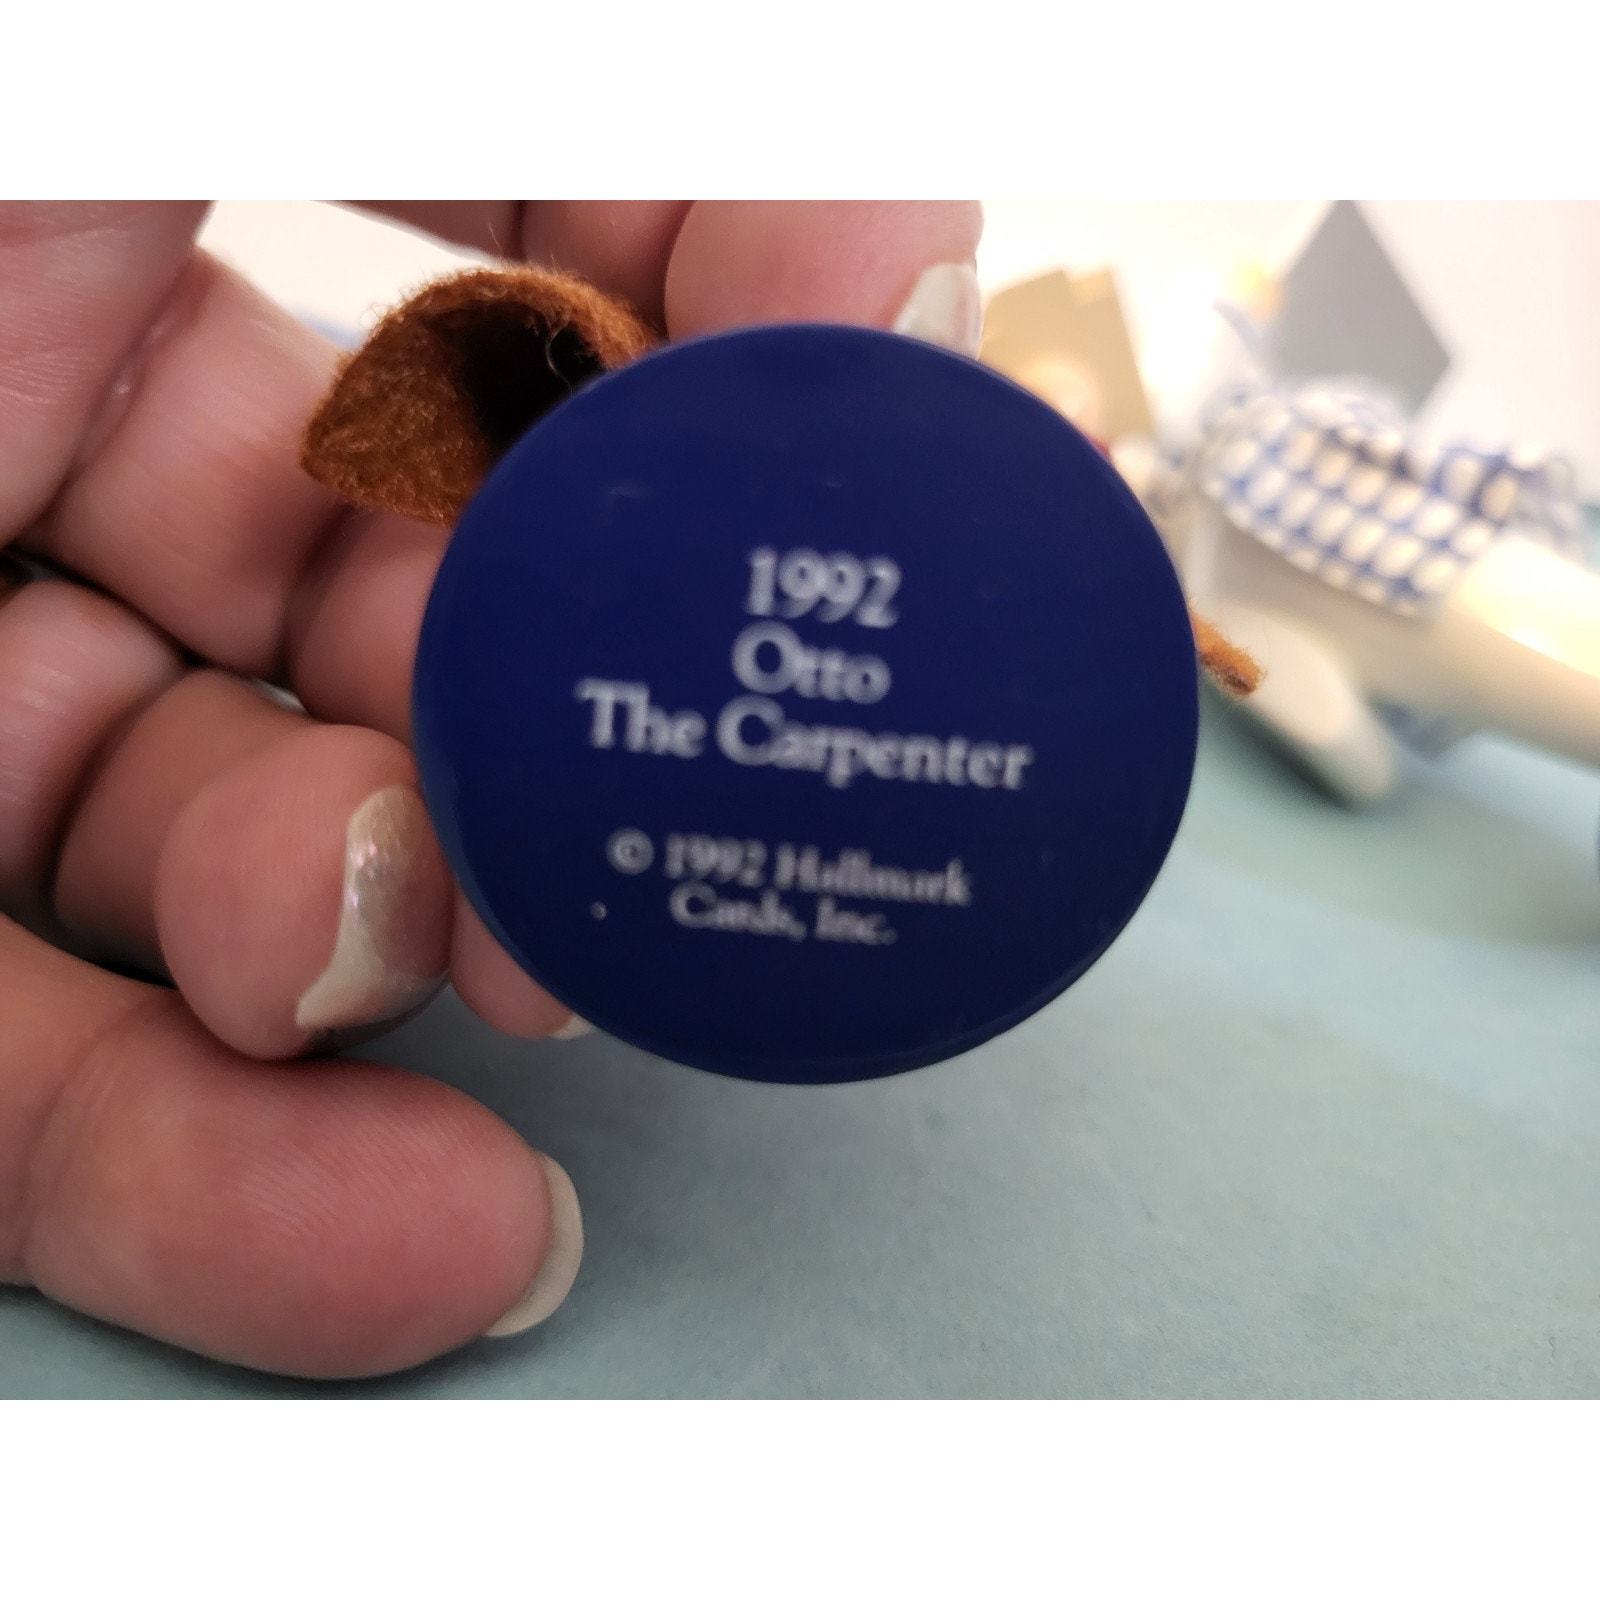 1992
Otto
The Carpenter
© 1992 Hallmark
Cards, Inc.